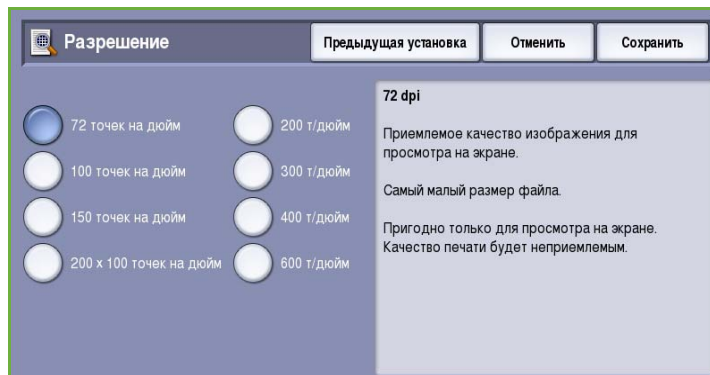 Разрешение
Предыдущая установка
Отменить
Сохранить
72 точек на дюйм
200 т/дюйм
100 точек на дюйм
300 т/дюйм
150 точек на дюйм
400 т/дюйм
200 x 100 точек на дюйм
600 т/дюйм
72 dpi
Приемлемое качество изображения для
просмотра на экране.
Самый малый размер файла.
Пригодно только для просмотра на экране.
Качество печати будет неприемлемым.